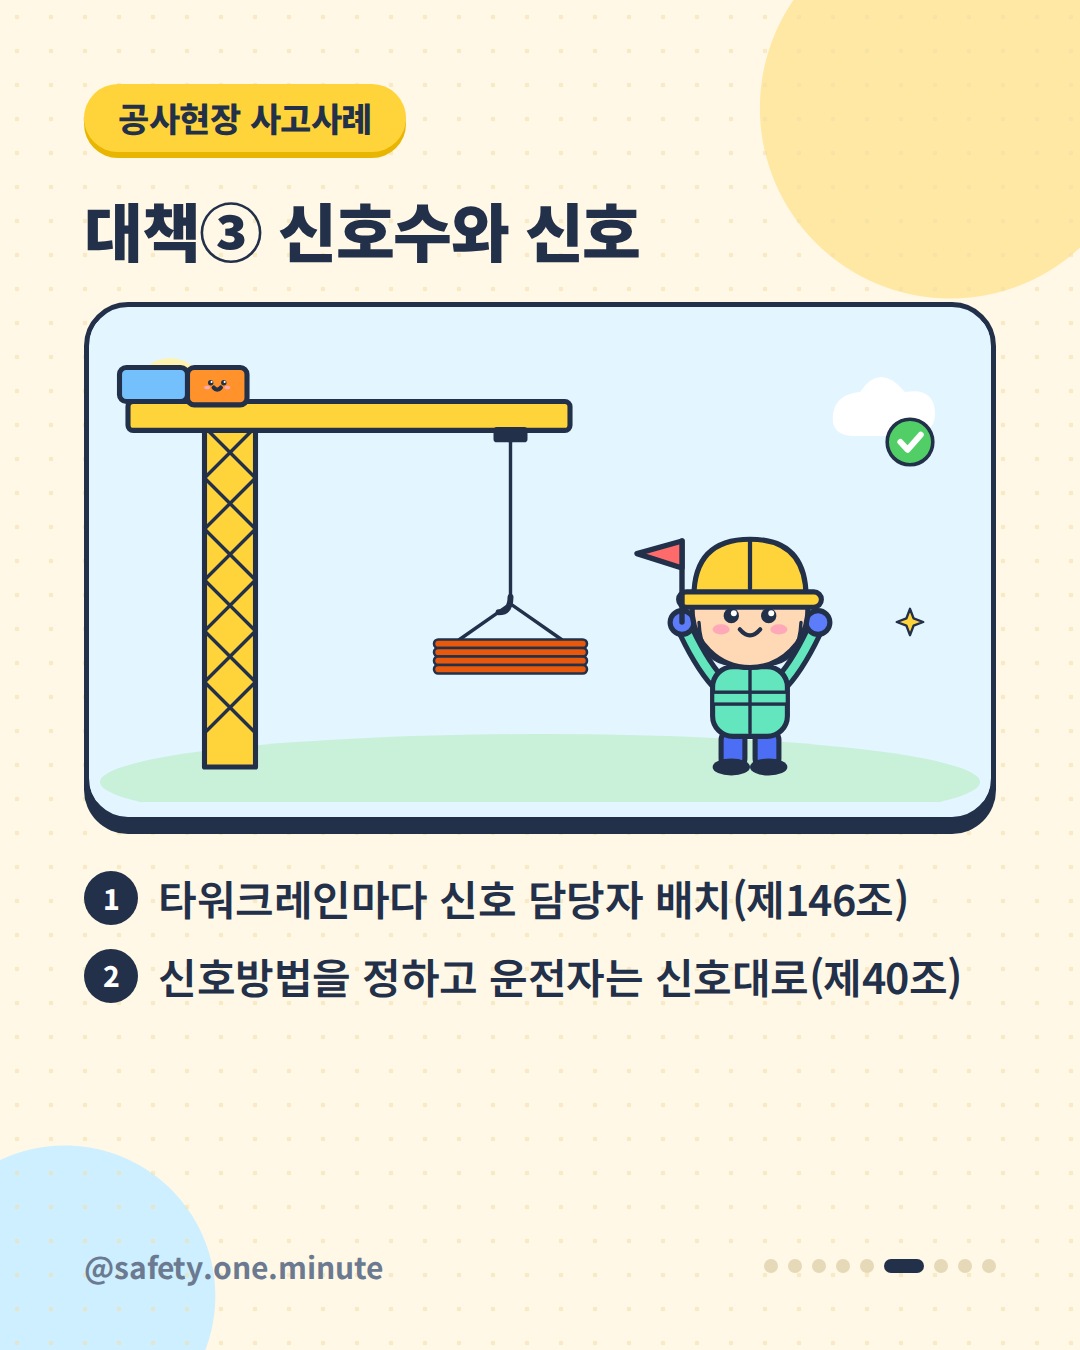 공사현장 사고사례
대책③ 신호수와 신호
1 타워크레인마다 신호 담당자 배치(제146조)
2 신호방법을 정하고 운전자는 신호대로(제40조)
@safety.one.minute